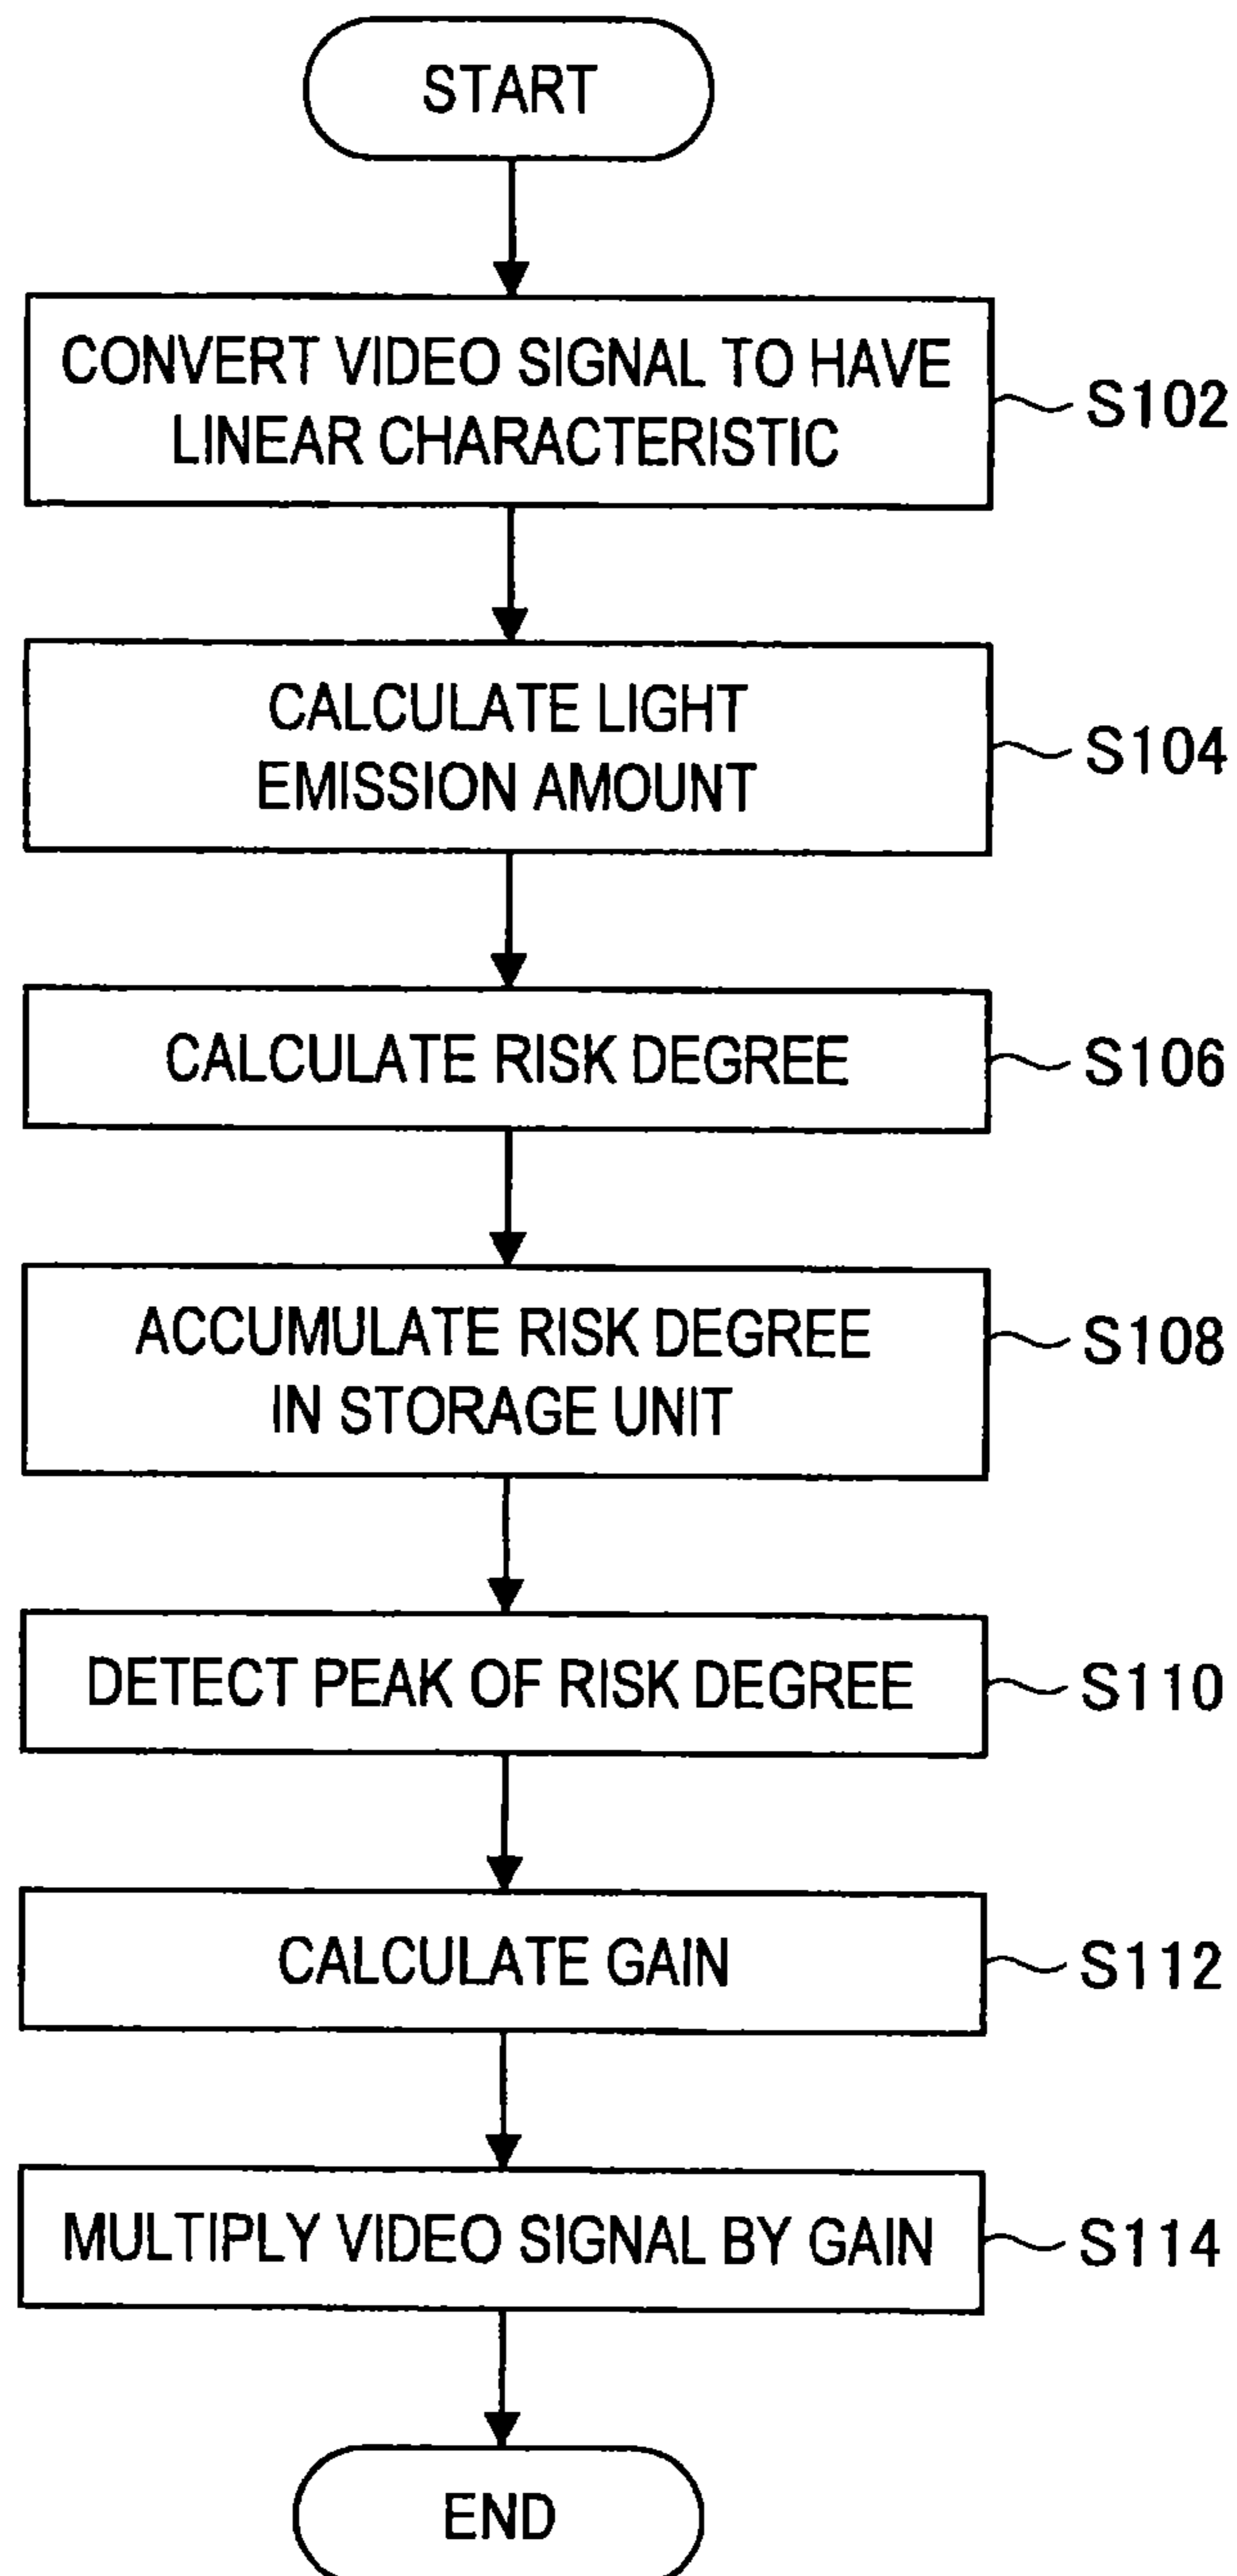 START
CONVERT VIDEO SIGNAL TO HAVE
LINEAR CHARACTERISTIC
S102
CALCULATE LIGHT
EMISSION AMOUNT
S104
CALCULATE RISK DEGREE
S106
ACCUMULATE RISK DEGREE
IN STORAGE UNIT
S108
DETECT PEAK OF RISK DEGREE
S110
CALCULATE GAIN
S112
MULTIPLY VIDEO SIGNAL BY GAIN
S114
END